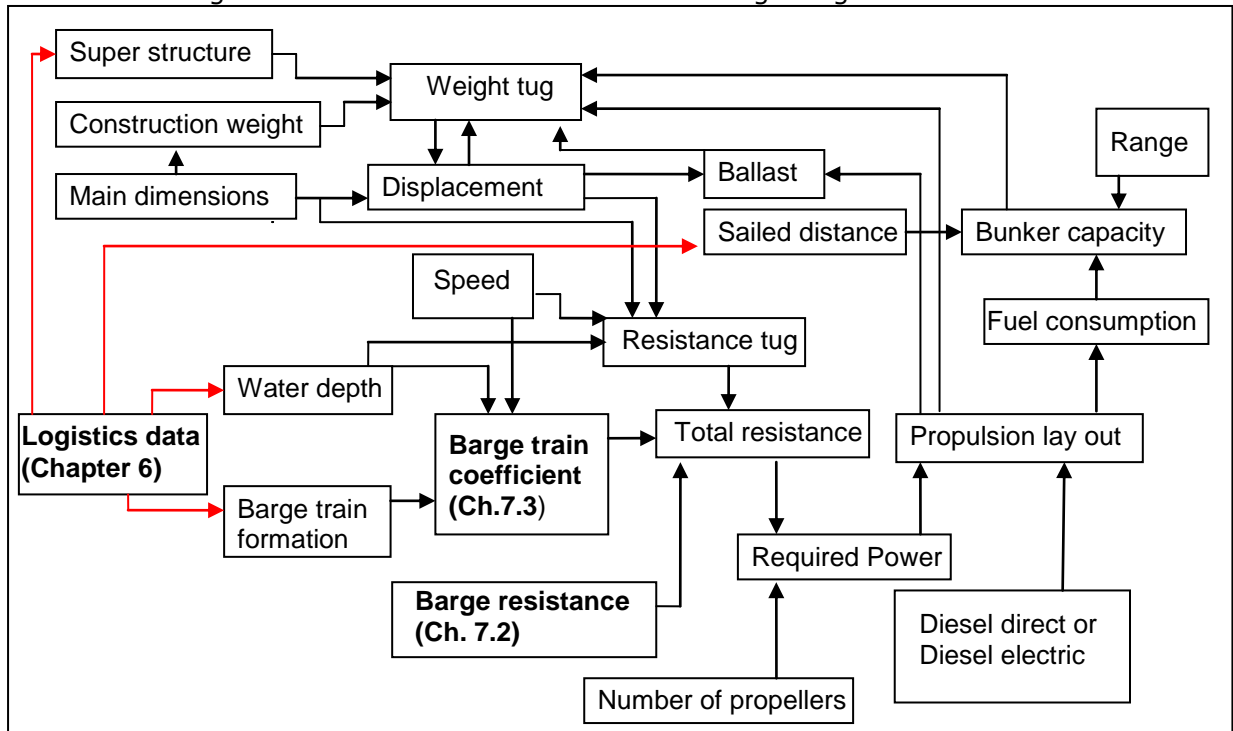 Super structure
Weight tug
Construction weight
Range
Main dimensions
Displacement
Ballast
Sailed distance
Bunker capacity
Speed
Fuel consumption
Resistance tug
Water depth
Logistics data
(Chapter 6)
Barge train
coefficient
(Ch.7.3)
Total resistance
Propulsion lay out
Barge train
formation
Required Power
Barge resistance
(Ch. 7.2)
Diesel direct or
Diesel electric
Number of propellers